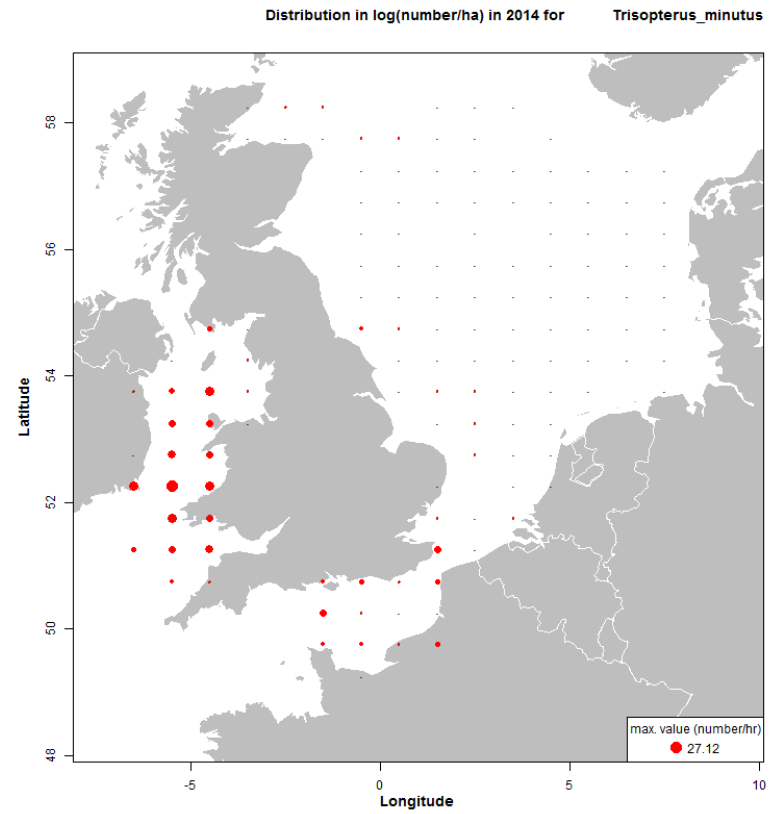 Distribution in log(number/ha) in 2014 for Trisopterus_minutus
58
56
54
52
50
48
Latitude
max. value (number/hr)
27.12
-5 0 5 10
Longitude